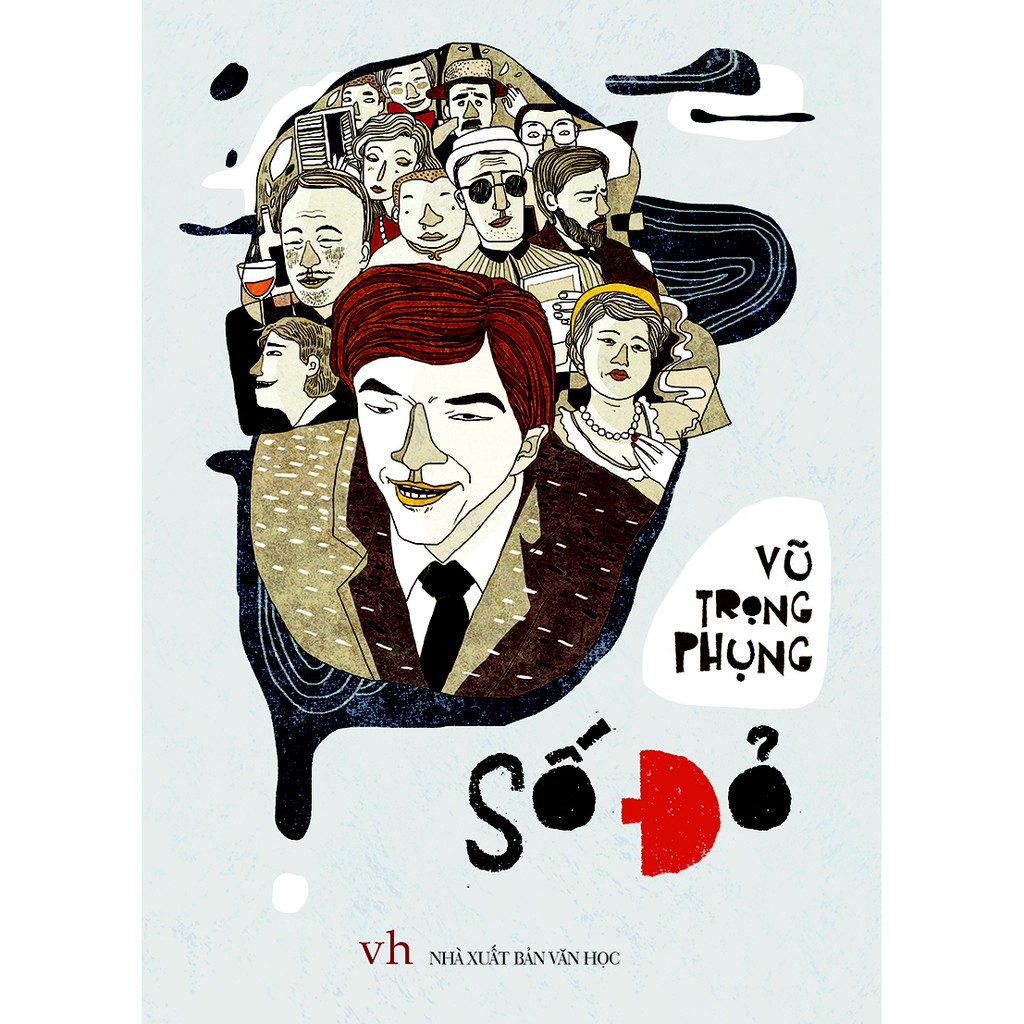 VŨ
TRỌNG
PHỤNG
SỐ ĐỎ
vh NHÀ XUẤT BẢN VĂN HỌC